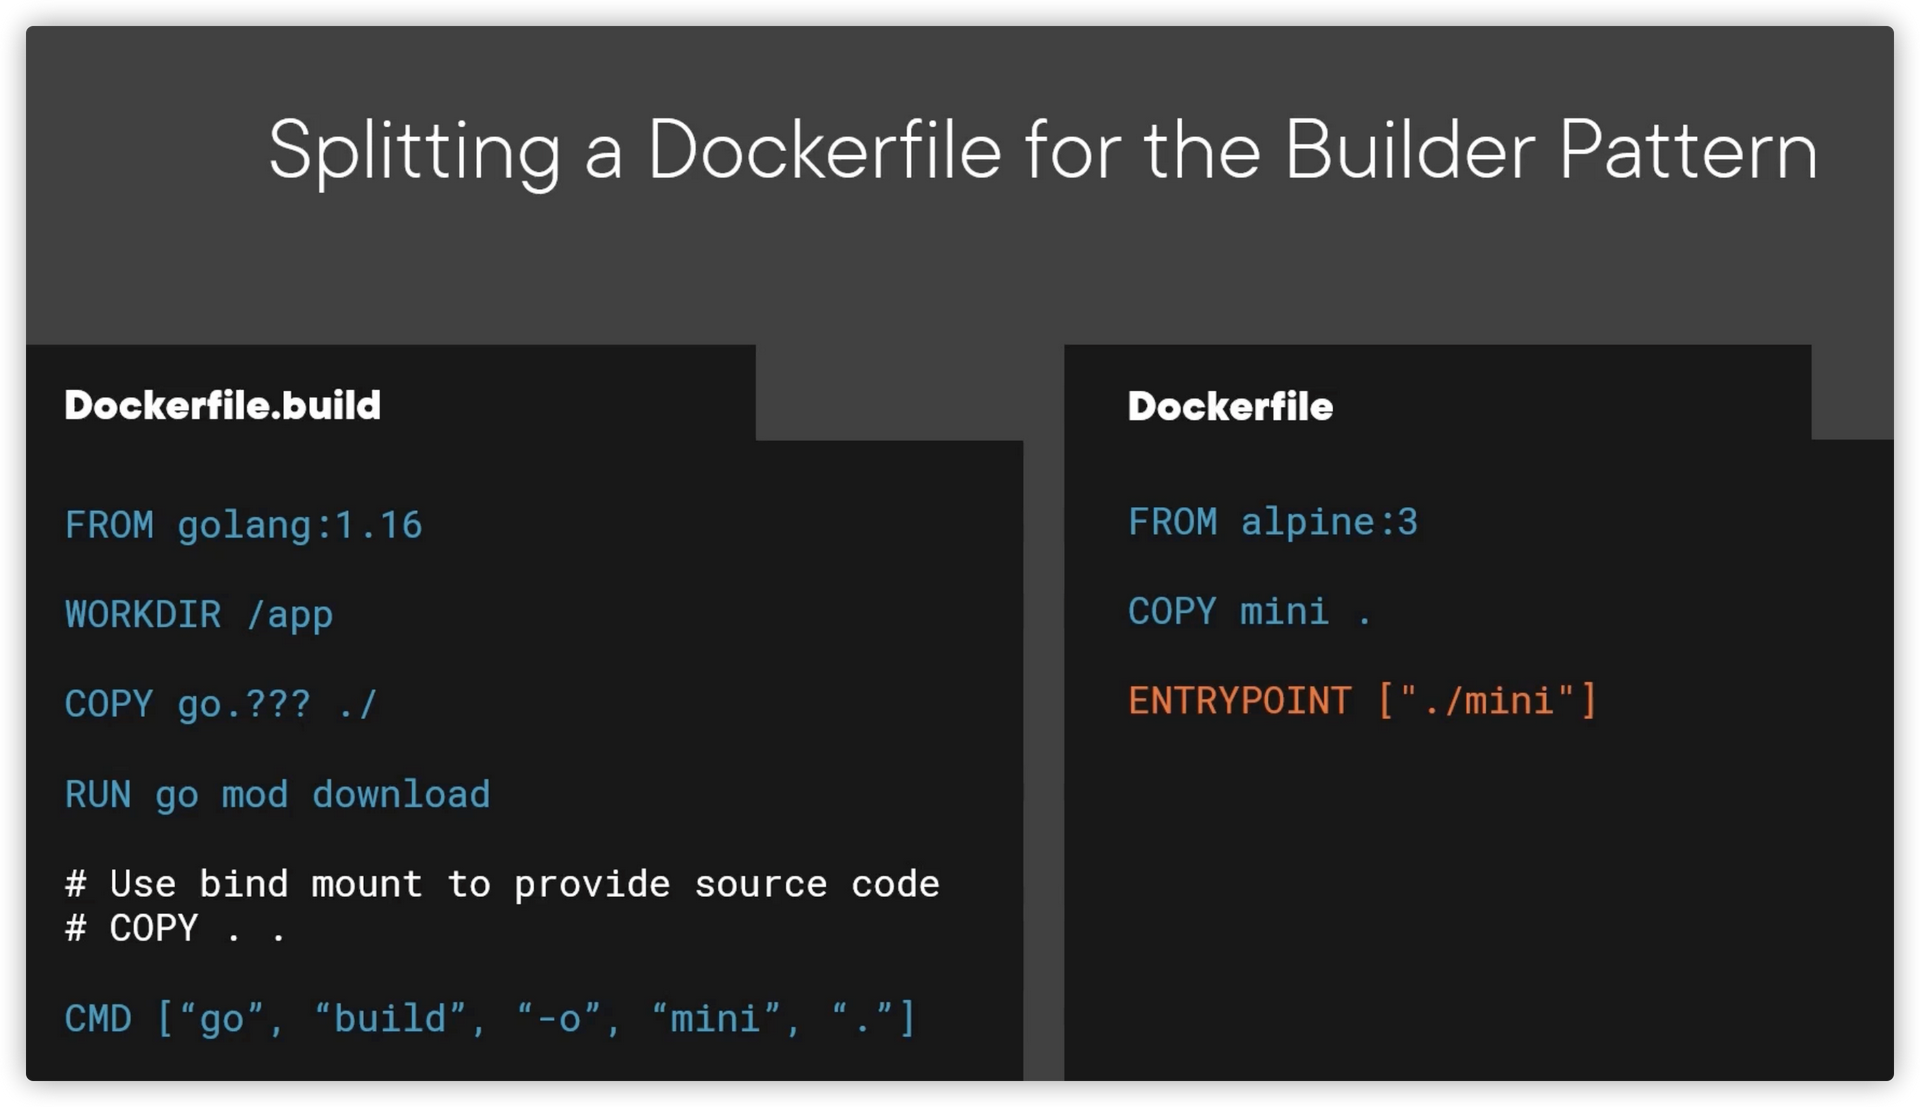 Splitting a Dockerfile for the Builder Pattern
Dockerfile.build
FROM golang:1.16
WORKDIR /app
COPY go.??? ./
RUN go mod download
# Use bind mount to provide source code
# COPY . .
CMD [“go”, “build”, “-o”, “mini”, “.”]
Dockerfile
FROM alpine:3
COPY mini .
ENTRYPOINT ["./mini"]